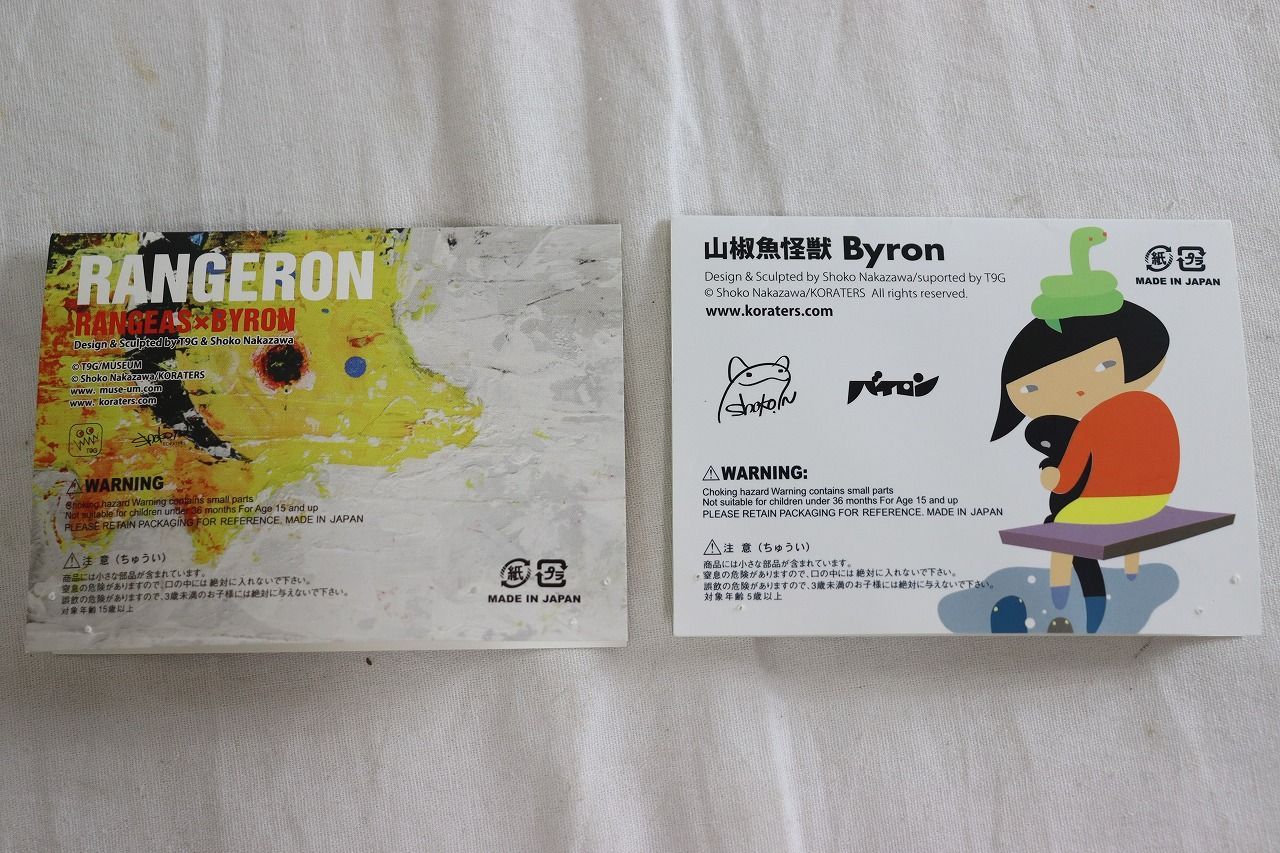 RANGERON
RANGEAS×BYRON
Design & Sculpted by T9G & Shoko Nakazawa
© T9G/MUSEUM
© Shoko Nakazawa/KORATERS
www. muse-um.com
www. koraters.com
T9G
⚠WARNING
Choking hazard Warning contains small parts
Not suitable for children under 36 months For Age 15 and up
PLEASE RETAIN PACKAGING FOR REFERENCE. MADE IN JAPAN
⚠注 意（ちゅうい）
商品には小さな部品が含まれています。
窒息の危険がありますので、口の中には絶対に入れないで下さい。
誤飲の危険がありますので、3歳未満のお子様には絶対に与えないで下さい。
対象年齢15歳以上
紙 プラ
MADE IN JAPAN
山椒魚怪獣 Byron
Design & Sculpted by Shoko Nakazawa/suported by T9G
© Shoko Nakazawa/KORATERS All rights reserved.
www.koraters.com
紙 プラ
MADE IN JAPAN
バイロン
⚠WARNING:
Choking hazard Warning contains small parts
Not suitable for children under 36 months For Age 15 and up
PLEASE RETAIN PACKAGING FOR REFERENCE. MADE IN JAPAN
⚠注 意（ちゅうい）
商品には小さな部品が含まれています。
窒息の危険がありますので、口の中には絶対に入れないで下さい。
誤飲の危険がありますので、3歳未満のお子様には絶対に与えないで下さい。
対象年齢5歳以上